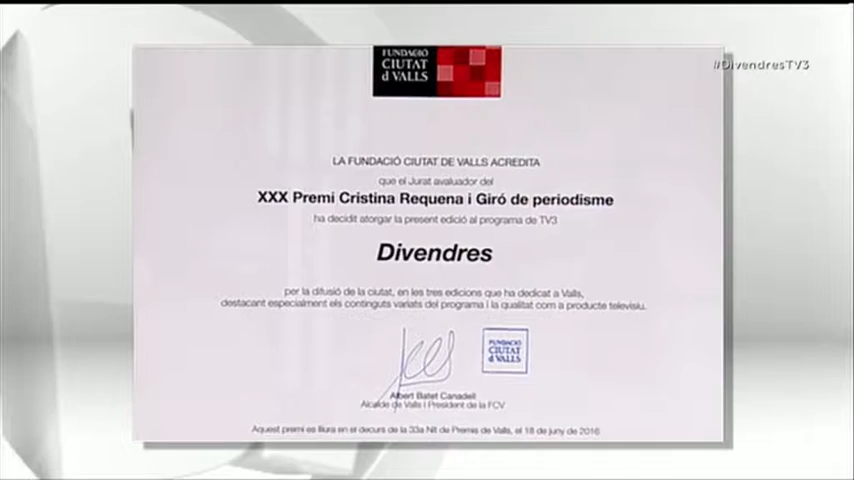 #DivendresTV3
FUNDACIÓ
CIUTAT
d VALLS
LA FUNDACIÓ CIUTAT DE VALLS ACREDITA
que el Jurat avaluador del
XXX Premi Cristina Requena i Giró de periodisme
ha decidit atorgar la present edició al programa de TV3
Divendres
per la difusió de la ciutat, en les tres edicions que ha dedicat a Valls,
destacant especialment els continguts variats del programa i la qualitat com a producte televisiu.
FUNDACIÓ
CIUTAT
d VALLS
Albert Batet Canadell
Alcalde de Valls i President de la FCV
Aquest premi es lliura en el decurs de la 33a Nit de Premis de Valls, el 18 de juny de 2016